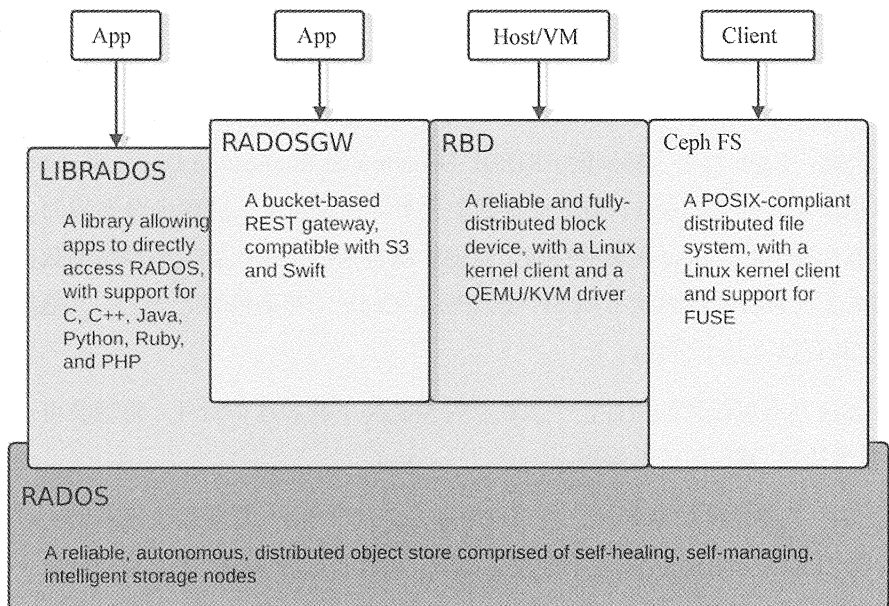 App
App
Host/VM
Client
LIBRADOS
A library allowing
apps to directly
access RADOS,
with support for
C, C++, Java,
Python, Ruby,
and PHP
RADOSGW
A bucket-based
REST gateway,
compatible with S3
and Swift
RBD
A reliable and fully-
distributed block
device, with a Linux
kernel client and a
QEMU/KVM driver
Ceph FS
A POSIX-compliant
distributed file
system, with a
Linux kernel client
and support for
FUSE
RADOS
A reliable, autonomous, distributed object store comprised of self-healing, self-managing,
intelligent storage nodes